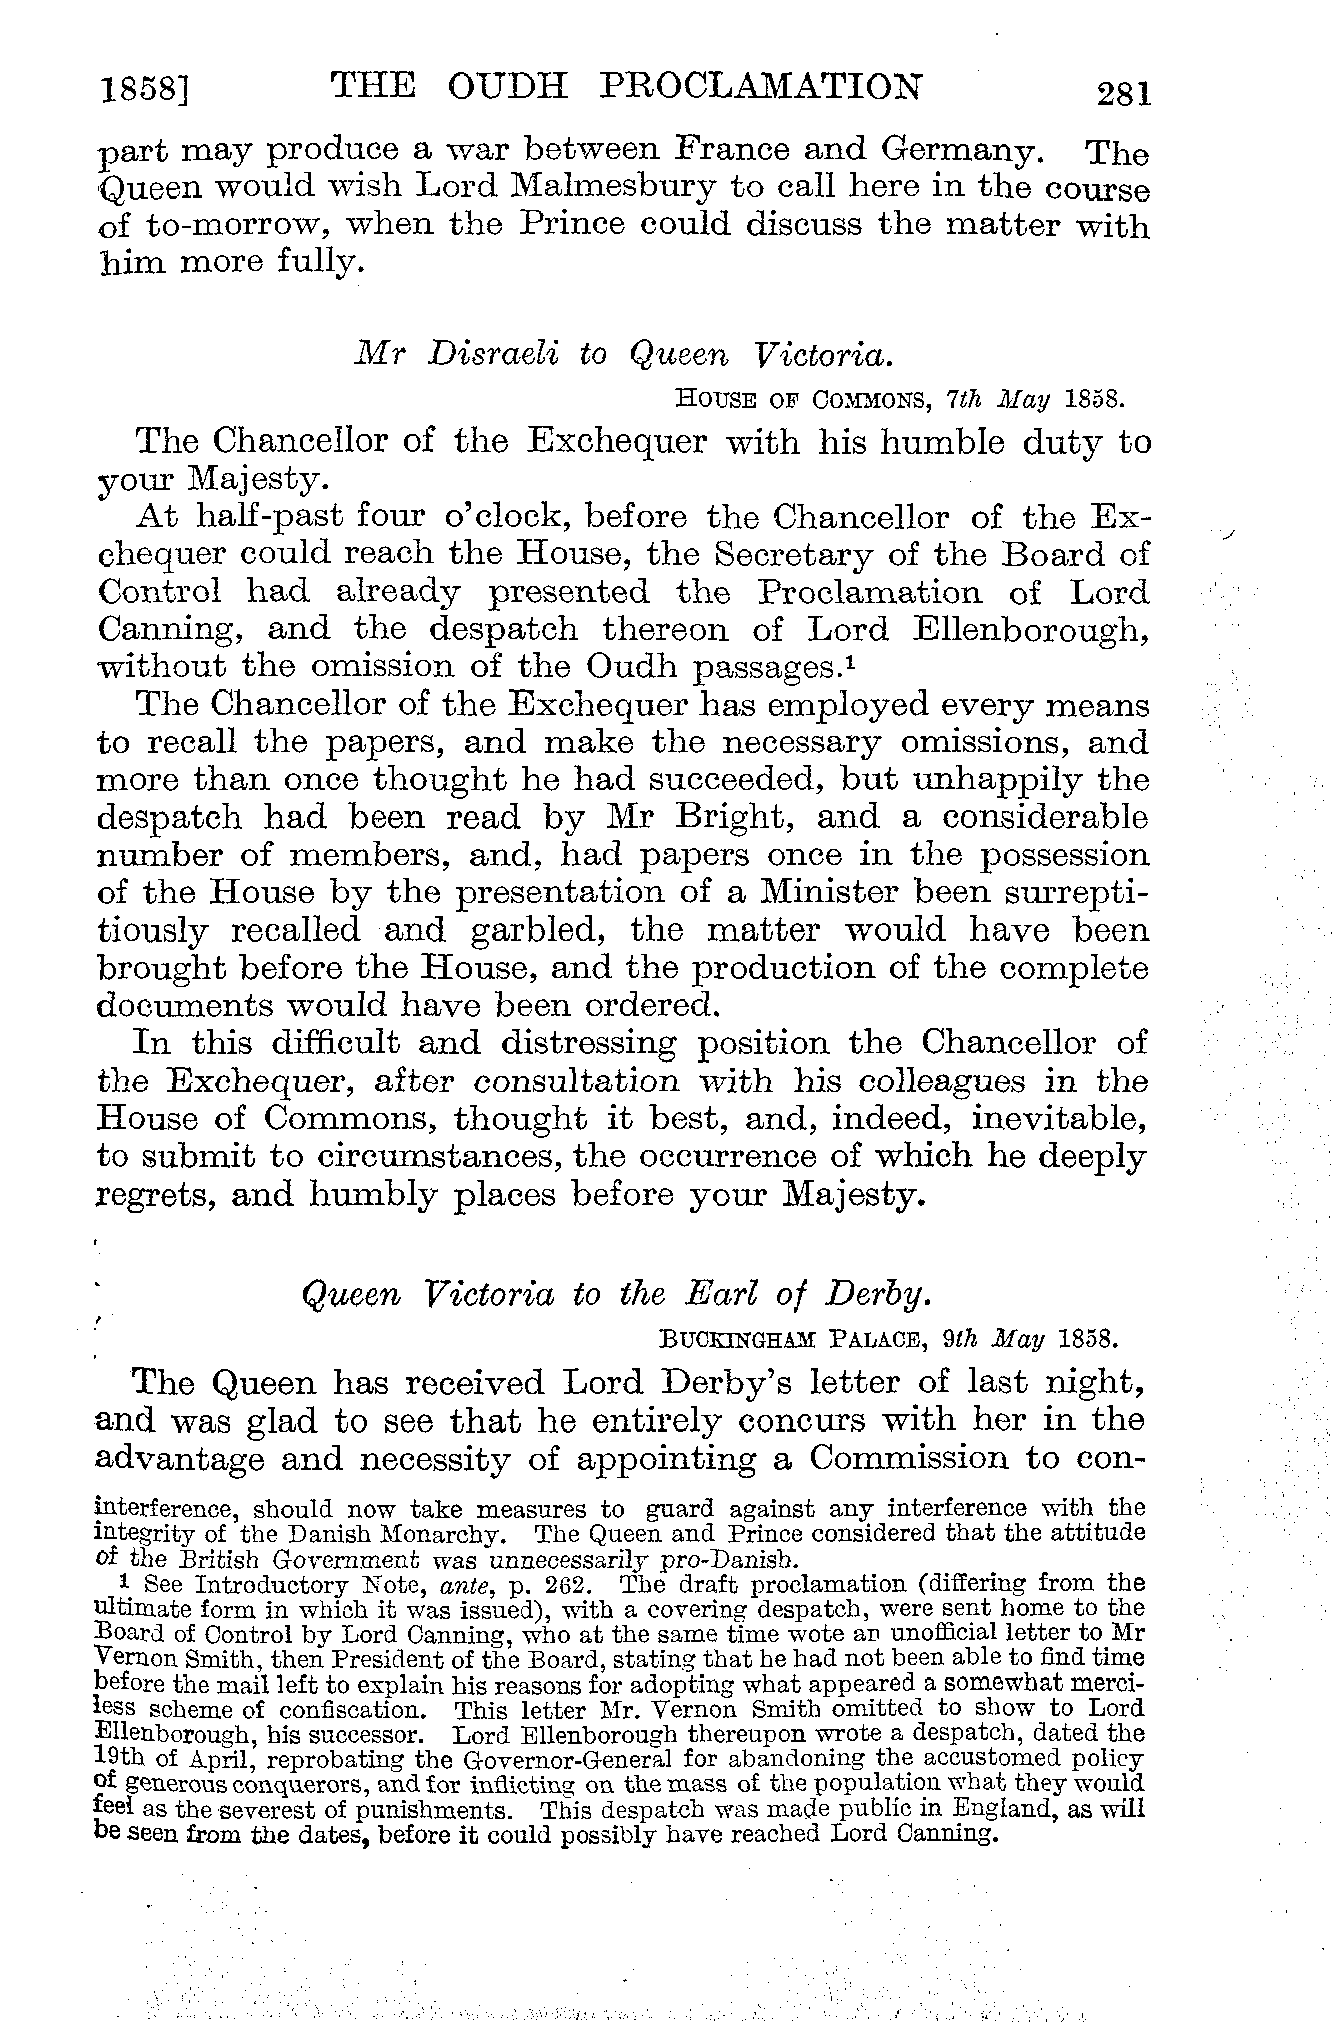 1858] THE OUDH PROCLAMATION 281
part may produce a war between France and Germany. The
Queen would wish Lord Malmesbury to call here in the course
of to-morrow, when the Prince could discuss the matter with
him more fully.
Mr Disraeli to Queen Victoria.
HOUSE OF COMMONS, 7th May 1858.
The Chancellor of the Exchequer with his humble duty to
your Majesty.
At half-past four o'clock, before the Chancellor of the Ex-
chequer could reach the House, the Secretary of the Board of
Control had already presented the Proclamation of Lord
Canning, and the despatch thereon of Lord Ellenborough,
without the omission of the Oudh passages.¹
The Chancellor of the Exchequer has employed every means
to recall the papers, and make the necessary omissions, and
more than once thought he had succeeded, but unhappily the
despatch had been read by Mr Bright, and a considerable
number of members, and, had papers once in the possession
of the House by the presentation of a Minister been surrepti-
tiously recalled and garbled, the matter would have been
brought before the House, and the production of the complete
documents would have been ordered.
In this difficult and distressing position the Chancellor of
the Exchequer, after consultation with his colleagues in the
House of Commons, thought it best, and, indeed, inevitable,
to submit to circumstances, the occurrence of which he deeply
regrets, and humbly places before your Majesty.
Queen Victoria to the Earl of Derby.
BUCKINGHAM PALACE, 9th May 1858.
The Queen has received Lord Derby's letter of last night,
and was glad to see that he entirely concurs with her in the
advantage and necessity of appointing a Commission to con-
interference, should now take measures to guard against any interference with the
integrity of the Danish Monarchy. The Queen and Prince considered that the attitude
of the British Government was unnecessarily pro-Danish.
¹ See Introductory Note, ante, p. 262. The draft proclamation (differing from the
ultimate form in which it was issued), with a covering despatch, were sent home to the
Board of Control by Lord Canning, who at the same time wote an unofficial letter to Mr
Vernon Smith, then President of the Board, stating that he had not been able to find time
before the mail left to explain his reasons for adopting what appeared a somewhat merci-
less scheme of confiscation. This letter Mr. Vernon Smith omitted to show to Lord
Ellenborough, his successor. Lord Ellenborough thereupon wrote a despatch, dated the
19th of April, reprobating the Governor-General for abandoning the accustomed policy
of generous conquerors, and for inflicting on the mass of the population what they would
feel as the severest of punishments. This despatch was made public in England, as will
be seen from the dates, before it could possibly have reached Lord Canning.